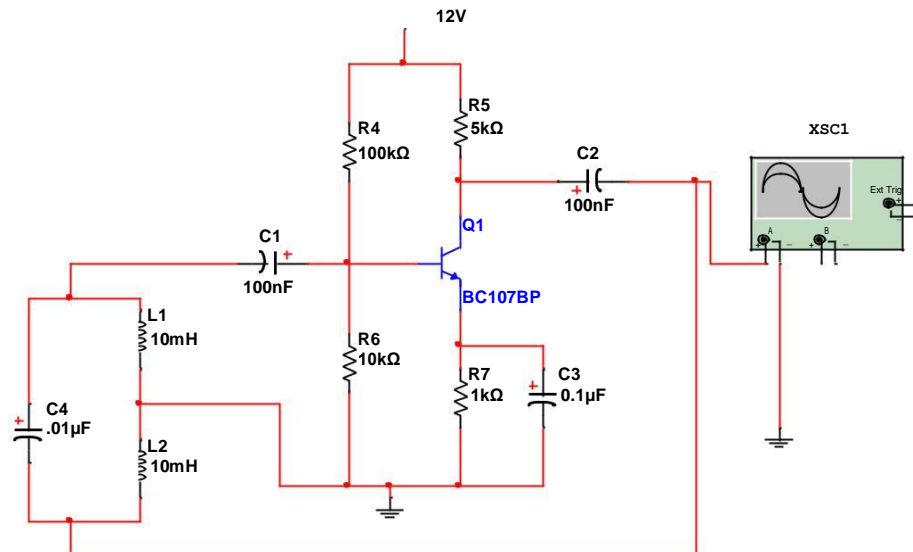 12V
R5
5kΩ
R4
100kΩ
XSC1
C2
+
100nF
Ext Trig
+
–
A
B
+ – + –
Q1
C1
+
100nF
BC107BP
L1
10mH
R6
10kΩ
R7
1kΩ
C3
+
0.1µF
C4
+
.01µF
L2
10mH